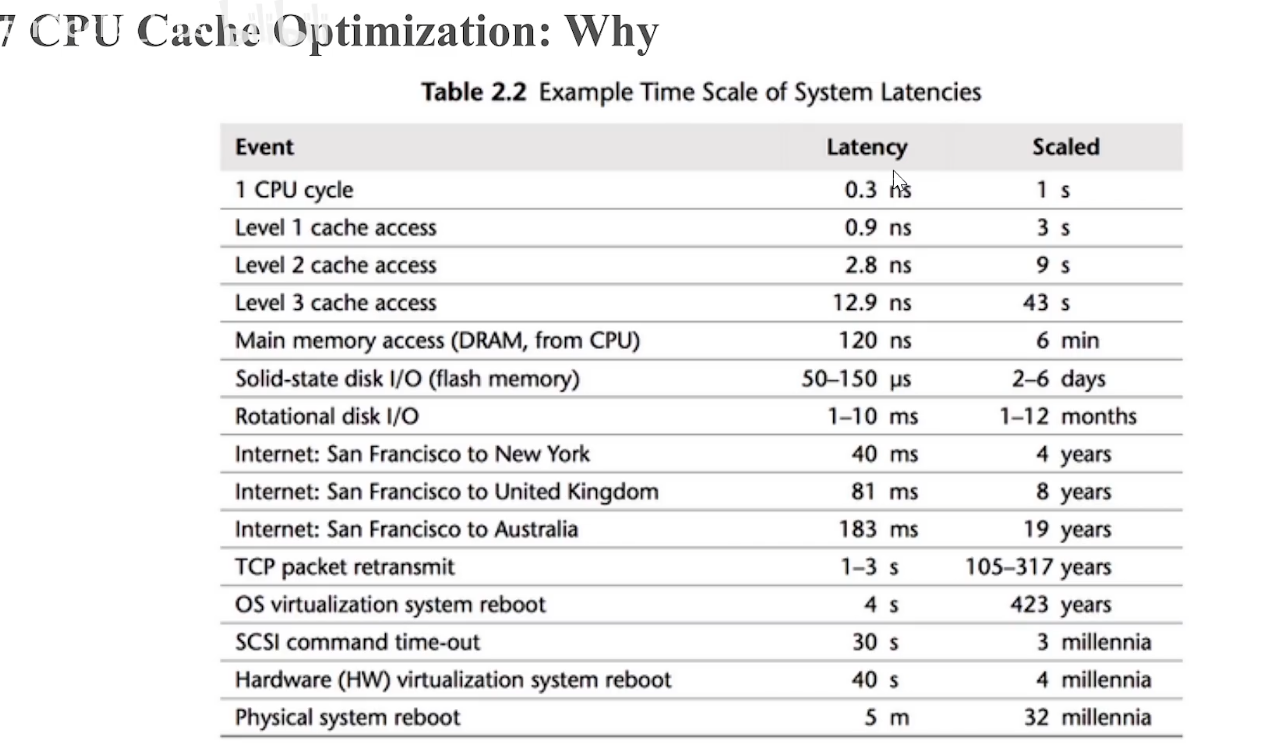 7 CPU Cache Optimization: Why
Table 2.2 Example Time Scale of System Latencies
Event Latency Scaled
1 CPU cycle 0.3 ns 1 s
Level 1 cache access 0.9 ns 3 s
Level 2 cache access 2.8 ns 9 s
Level 3 cache access 12.9 ns 43 s
Main memory access (DRAM, from CPU) 120 ns 6 min
Solid-state disk I/O (flash memory) 50–150 μs 2–6 days
Rotational disk I/O 1–10 ms 1–12 months
Internet: San Francisco to New York 40 ms 4 years
Internet: San Francisco to United Kingdom 81 ms 8 years
Internet: San Francisco to Australia 183 ms 19 years
TCP packet retransmit 1–3 s 105–317 years
OS virtualization system reboot 4 s 423 years
SCSI command time-out 30 s 3 millennia
Hardware (HW) virtualization system reboot 40 s 4 millennia
Physical system reboot 5 m 32 millennia